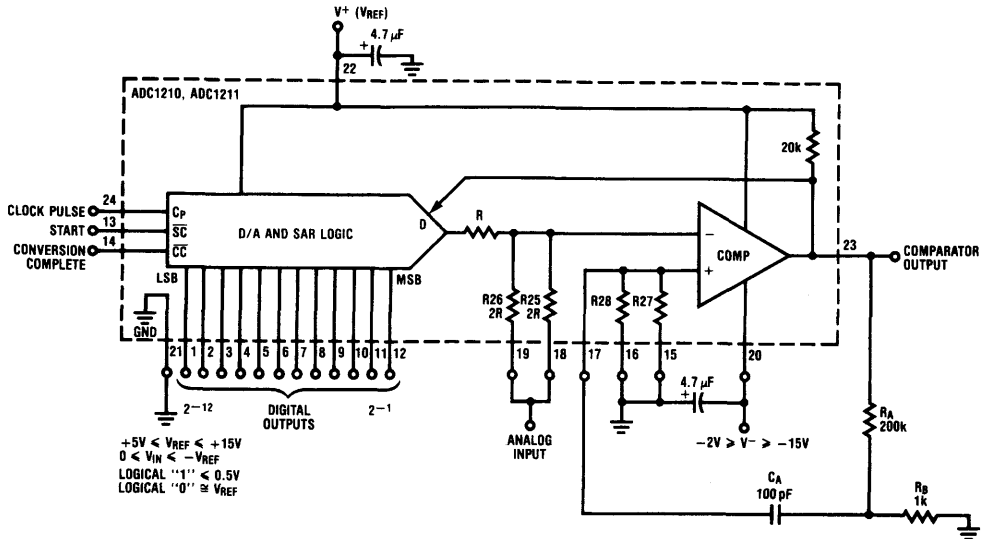 V+ (VREF)
4.7 μF
+
22
ADC1210, ADC1211
20k
CLOCK PULSE
24
CP
START
13
SC
CONVERSION COMPLETE
14
CC
D/A AND SAR LOGIC
D
R
−
+
COMP
23
COMPARATOR OUTPUT
LSB
MSB
R26
2R
R25
2R
R28
R27
GND
21
1
2
3
4
5
6
7
8
9
10
11
12
19
18
17
16
15
20
2−12
DIGITAL OUTPUTS
2−1
ANALOG INPUT
4.7 μF
+
−2V ⩾ V− ⩾ −15V
RA
200k
+5V ⩽ VREF ⩽ +15V
0 ⩽ VIN ⩽ −VREF
LOGICAL "1" ⩽ 0.5V
LOGICAL "0" ≅ VREF
CA
100 pF
RB
1k